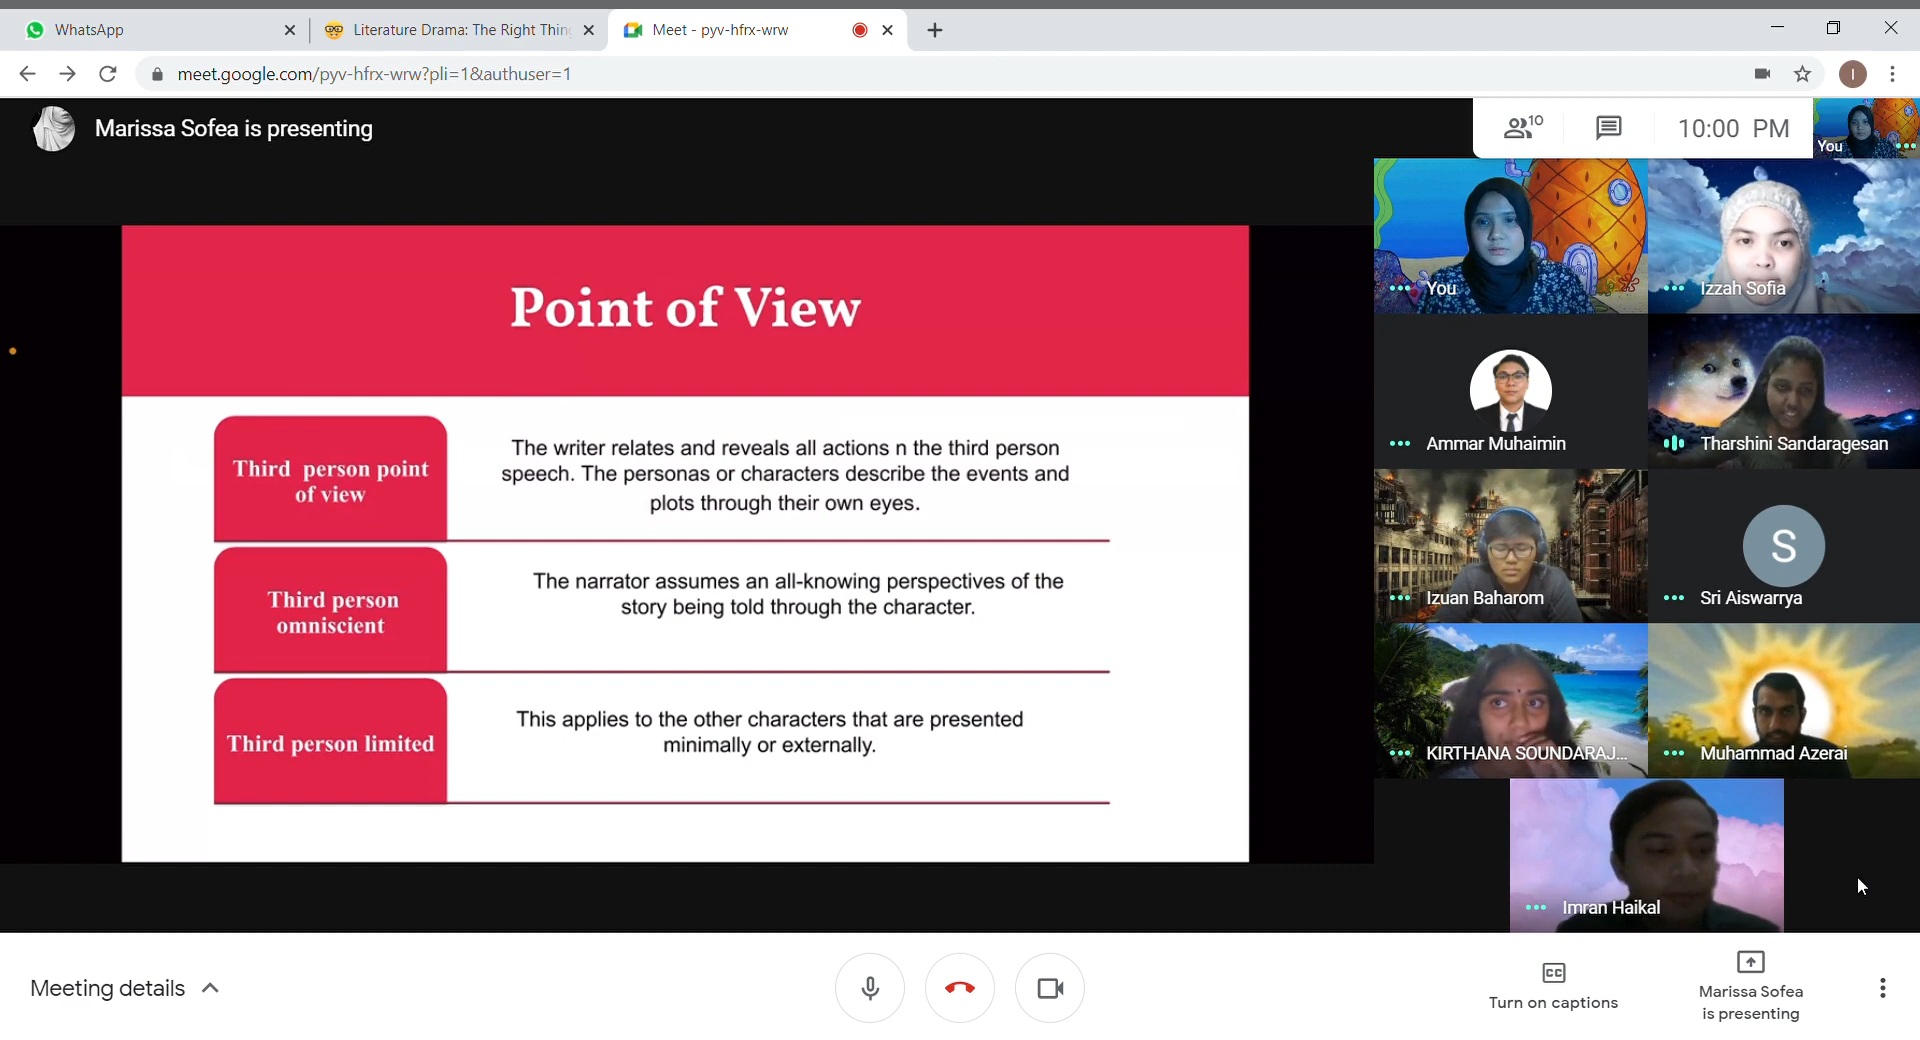 WhatsApp
Literature Drama: The Right Thin
Meet - pyv-hfrx-wrw
meet.google.com/pyv-hfrx-wrw?pli=1&authuser=1
I
Marissa Sofea is presenting
10
10:00 PM
You
Point of View
Third person point
of view
The writer relates and reveals all actions n the third person
speech. The personas or characters describe the events and
plots through their own eyes.
Third person
omniscient
The narrator assumes an all-knowing perspectives of the
story being told through the character.
Third person limited
This applies to the other characters that are presented
minimally or externally.
You
Izzah Sofia
Ammar Muhaimin
Tharshini Sandaragesan
Izuan Baharom
S
Sri Aiswarrya
KIRTHANA SOUNDARAJ...
Muhammad Azerai
Imran Haikal
Meeting details
CC
Turn on captions
Marissa Sofea
is presenting